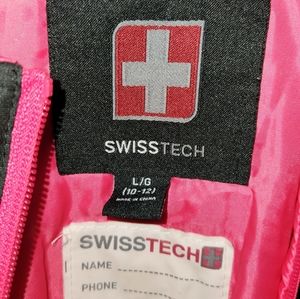 SWISSTECH
L/G
(10-12)
MADE IN CHINA
SWISSTECH
NAME
PHONE